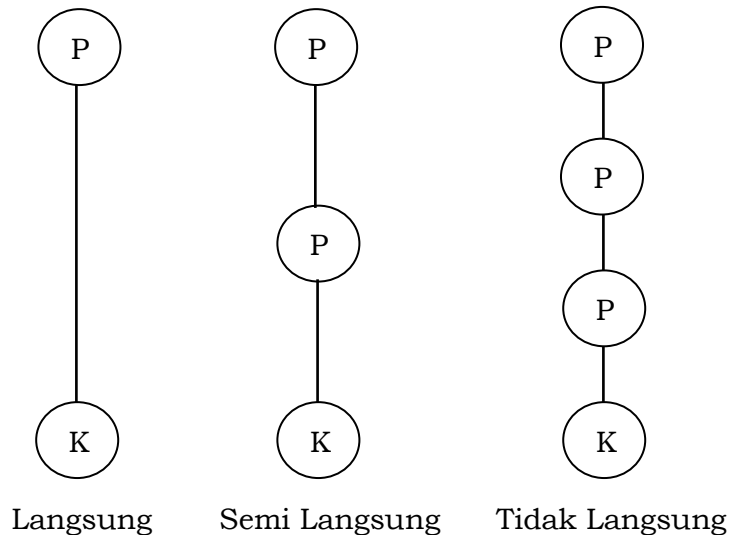 P P P
P
P
P
K K K
Langsung Semi Langsung Tidak Langsung